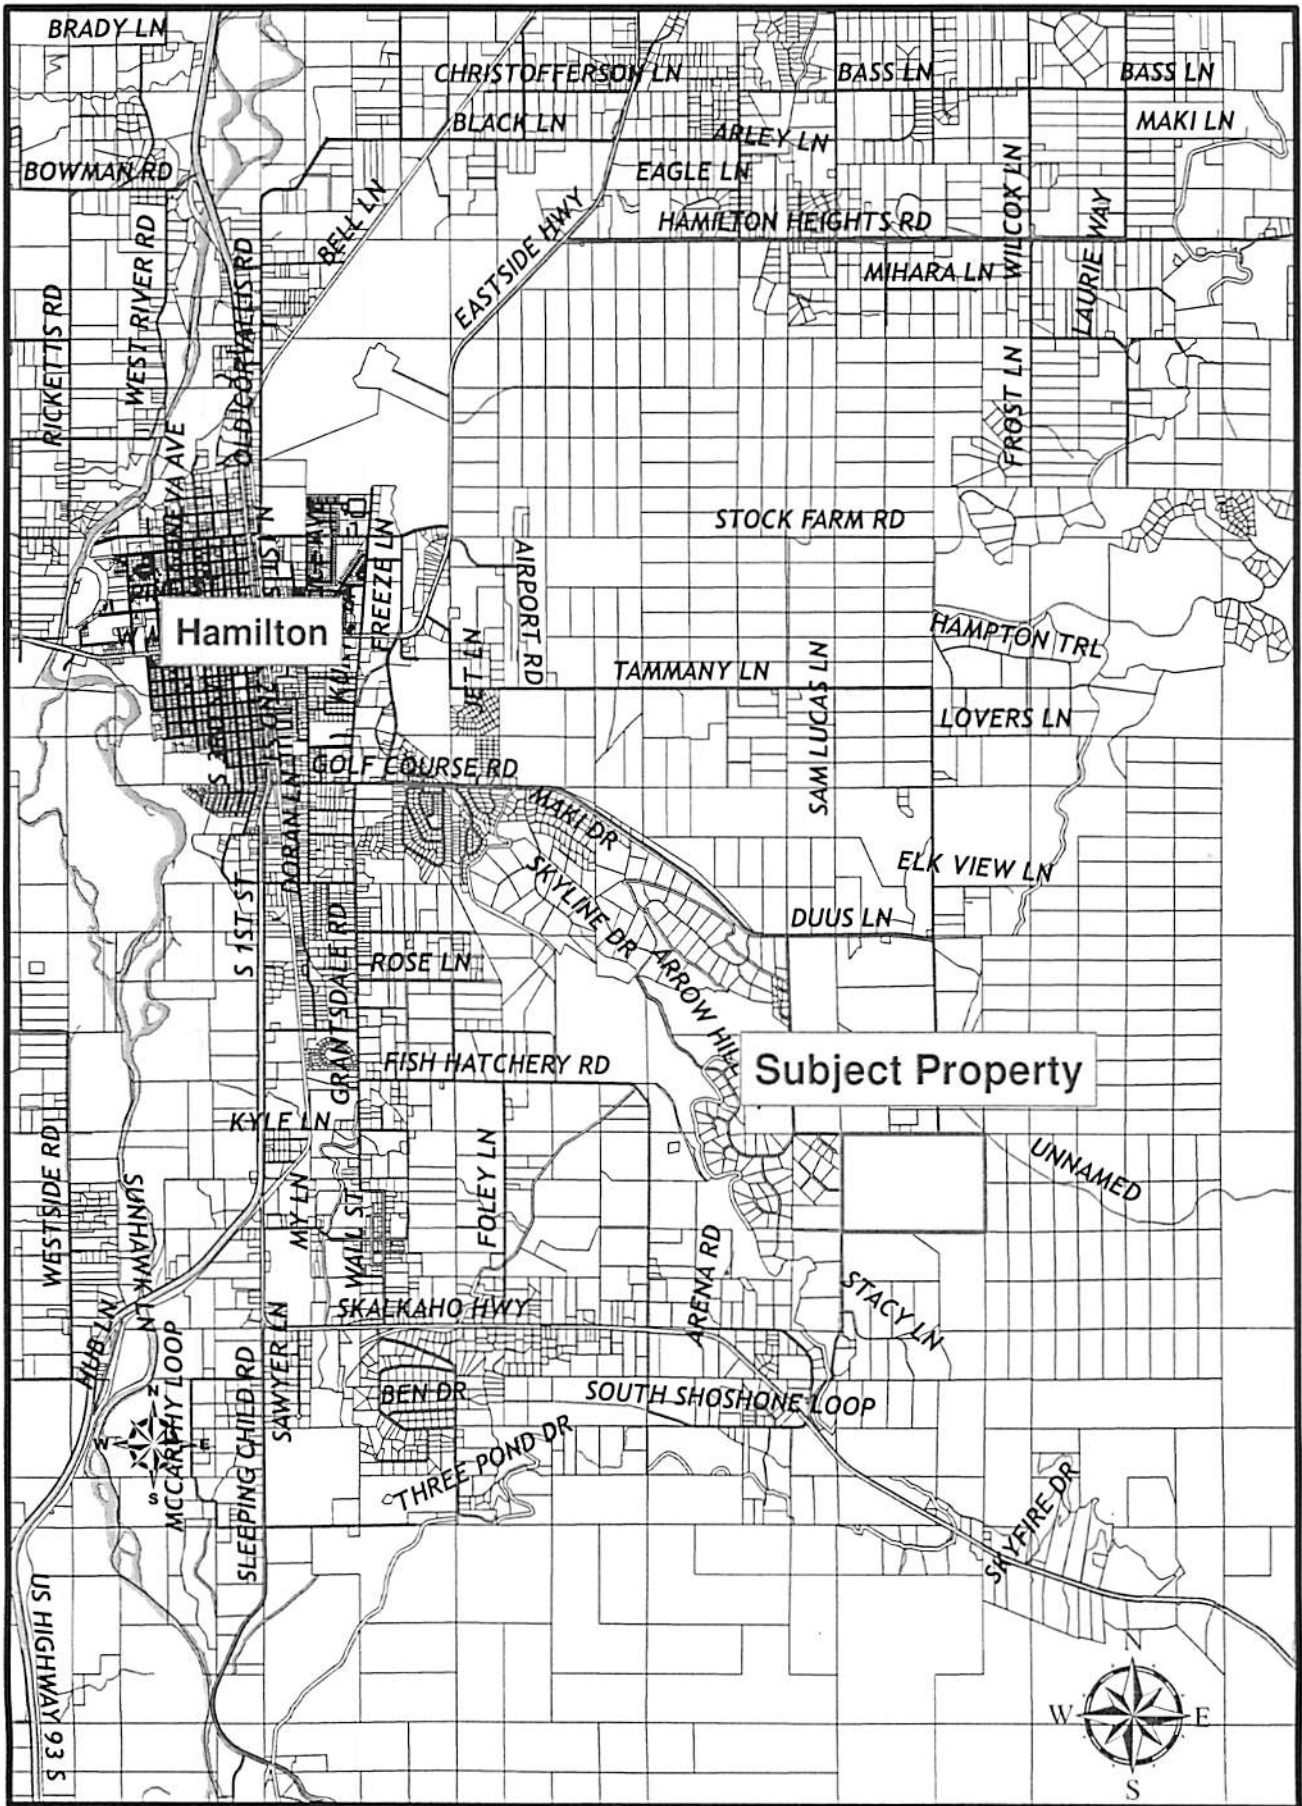 BRADY LN
CHRISTOFFERSON LN
BASS LN
BASS LN
BLACK LN
ARLEY LN
MAKI LN
BOWMAN RD
EAGLE LN
WILCOX LN
BELL LN
EASTSIDE HWY
HAMILTON HEIGHTS RD
LAURIE WAY
WEST RIVER RD
OLD CORVALLIS RD
MIHARA LN
RICKETTS RD
FROST LN
GENEVA AVE
STOCK FARM RD
FREEZE LN
AIRPORT RD
Hamilton
HAMPTON TRL
JET LN
TAMMANY LN
SAM LUCAS LN
LOVERS LN
GOLF COURSE RD
MAKI DR
DORAN LN
SKYLINE DR
ELK VIEW LN
S 1ST ST
DUUS LN
GRANTSDALE RD
ROSE LN
ARROW HILL
FISH HATCHERY RD
Subject Property
KYLE LN
WESTSIDE RD
SUNHAWK LN
MY LN
WALL ST
FOLEY LN
UNNAMED
ARENA RD
STACY LN
HUB LN
SKALKAHO HWY
MCCARTHY LOOP
SLEEPING CHILD RD
SAWYER LN
BEN DR
SOUTH SHOSHONE LOOP
N
W
E
S
THREE POND DR
SKYFIRE DR
US HIGHWAY 93 S
N
W
E
S